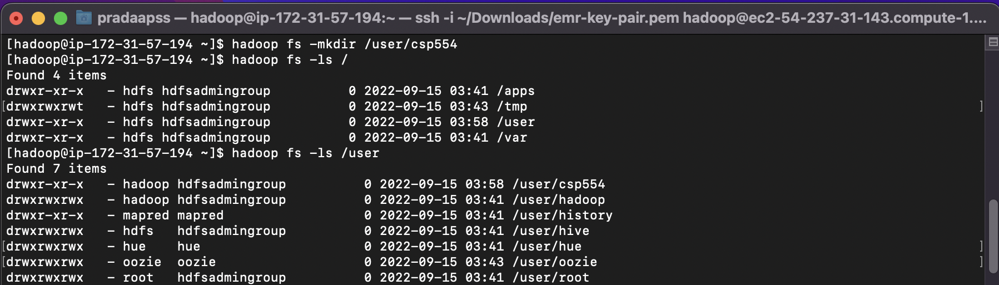 pradaapss — hadoop@ip-172-31-57-194:~ — ssh -i ~/Downloads/emr-key-pair.pem hadoop@ec2-54-237-31-143.compute-1....
[hadoop@ip-172-31-57-194 ~]$ hadoop fs -mkdir /user/csp554
[hadoop@ip-172-31-57-194 ~]$ hadoop fs -ls /
Found 4 items
drwxr-xr-x   - hdfs hdfsadmingroup          0 2022-09-15 03:41 /apps
[drwxrwxrwt   - hdfs hdfsadmingroup          0 2022-09-15 03:43 /tmp ]
drwxr-xr-x   - hdfs hdfsadmingroup          0 2022-09-15 03:58 /user
drwxr-xr-x   - hdfs hdfsadmingroup          0 2022-09-15 03:41 /var
[hadoop@ip-172-31-57-194 ~]$ hadoop fs -ls /user
Found 7 items
drwxr-xr-x   - hadoop hdfsadmingroup          0 2022-09-15 03:58 /user/csp554
drwxrwxrwx   - hadoop hdfsadmingroup          0 2022-09-15 03:41 /user/hadoop
drwxr-xr-x   - mapred mapred                  0 2022-09-15 03:41 /user/history
drwxrwxrwx   - hdfs   hdfsadmingroup          0 2022-09-15 03:41 /user/hive
[drwxrwxrwx   - hue    hue                     0 2022-09-15 03:41 /user/hue ]
[drwxrwxrwx   - oozie  oozie                   0 2022-09-15 03:43 /user/oozie ]
drwxrwxrwx   - root   hdfsadmingroup          0 2022-09-15 03:41 /user/root